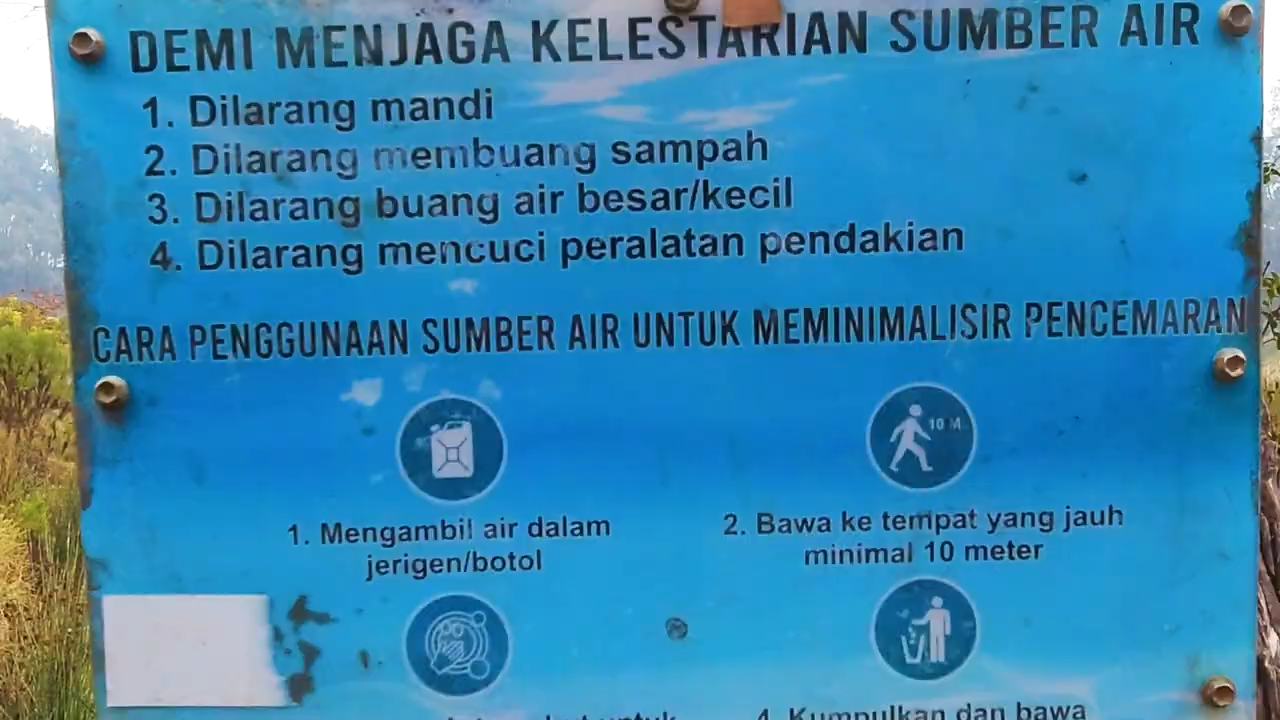 DEMI MENJAGA KELESTARIAN SUMBER AIR
1. Dilarang mandi
2. Dilarang membuang sampah
3. Dilarang buang air besar/kecil
4. Dilarang mencuci peralatan pendakian
CARA PENGGUNAAN SUMBER AIR UNTUK MEMINIMALISIR PENCEMARAN
10 M
1. Mengambil air dalam
jerigen/botol
2. Bawa ke tempat yang jauh
minimal 10 meter
untuk
4. Kumpulkan dan bawa